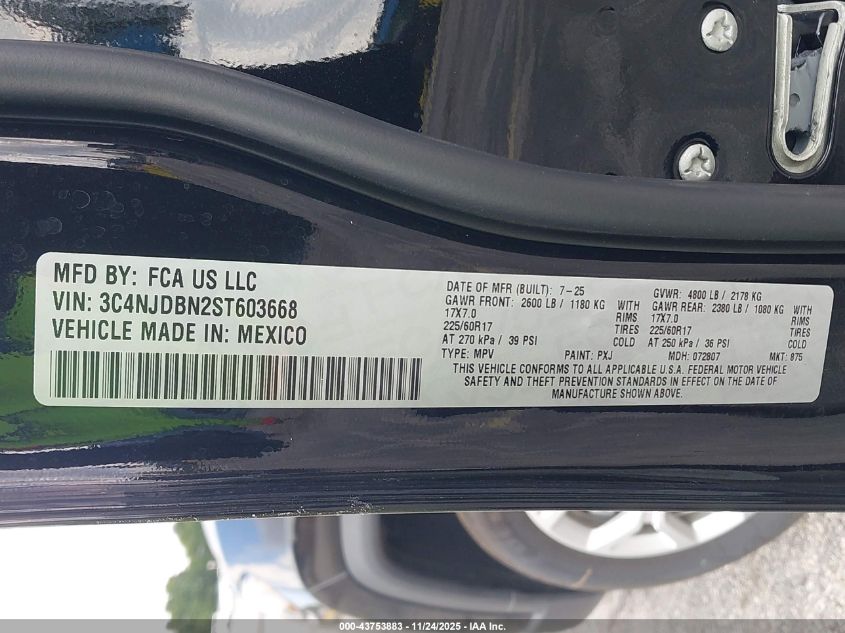 MFD BY: FCA US LLC
VIN: 3C4NJDBN2ST603668
VEHICLE MADE IN: MEXICO
DATE OF MFR (BUILT): 7-25 GVWR: 4800 LB / 2178 KG
GAWR FRONT: 2600 LB / 1180 KG GAWR REAR: 2380 LB / 1080 KG
17X7.0 RIMS 17X7.0 RIMS
225/60R17 TIRES 225/60R17 TIRES
AT 270 kPa / 39 PSI COLD AT 250 kPa / 36 PSI COLD
TYPE: MPV PAINT: PXJ MDH: 072807 MKT: 875
THIS VEHICLE CONFORMS TO ALL APPLICABLE U.S.A. FEDERAL MOTOR VEHICLE
SAFETY AND THEFT PREVENTION STANDARDS IN EFFECT ON THE DATE OF
MANUFACTURE SHOWN ABOVE.
000-43753883 - 11/24/2025 - IAA Inc.